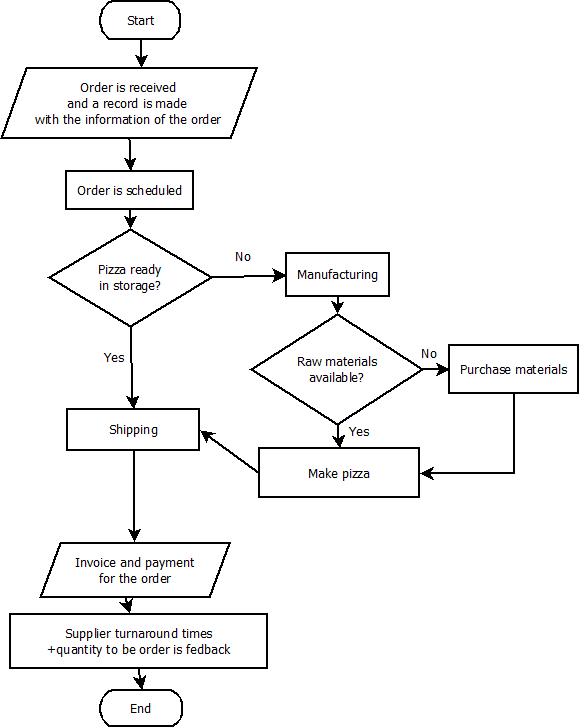 Start
Order is received
and a record is made
with the information of the order
Order is scheduled
Pizza ready
in storage?
No
Manufacturing
Raw materials
available?
No
Purchase materials
Yes
Shipping
Yes
Make pizza
Invoice and payment
for the order
Supplier turnaround times
+quantity to be order is fedback
End